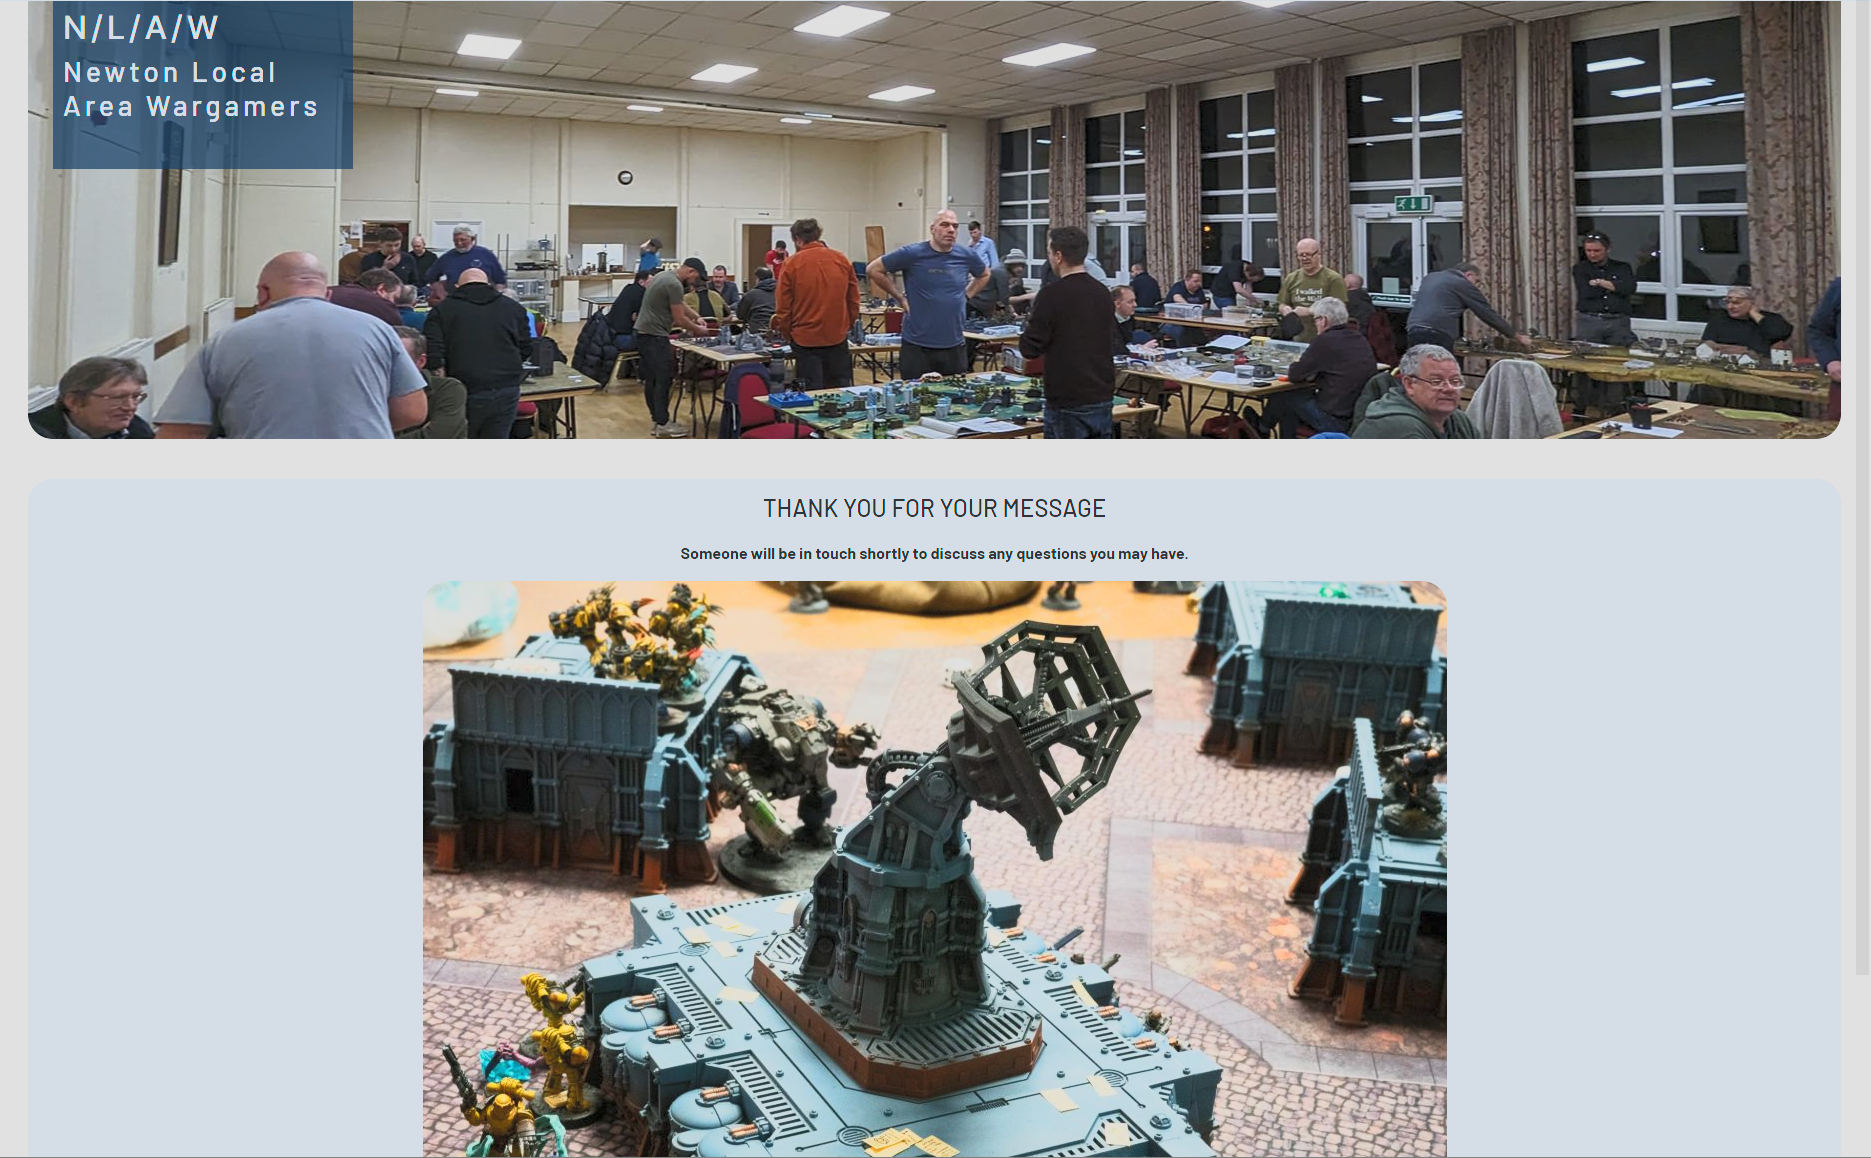 N/L/A/W
Newton Local
Area Wargamers
I walked
THANK YOU FOR YOUR MESSAGE
Someone will be in touch shortly to discuss any questions you may have.